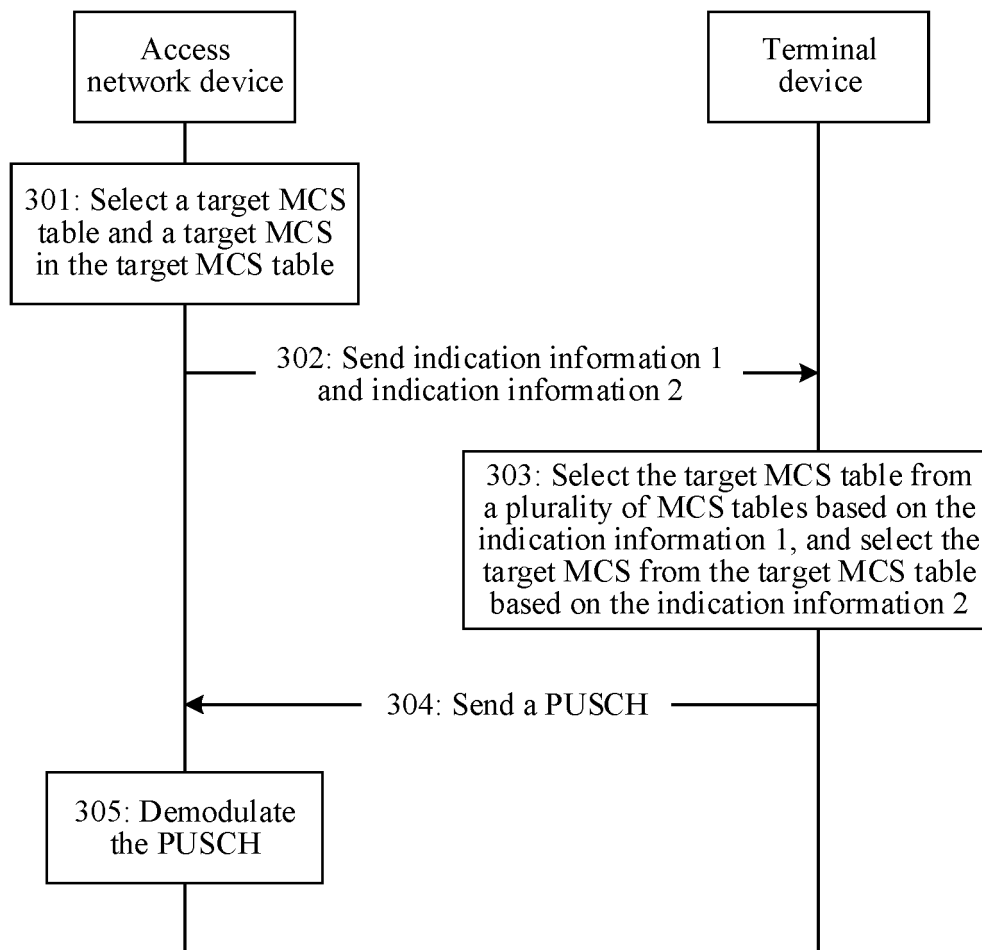 Access
network device
Terminal
device
301: Select a target MCS
table and a target MCS
in the target MCS table
302: Send indication information 1
and indication information 2
303: Select the target MCS table from
a plurality of MCS tables based on the
indication information 1, and select the
target MCS from the target MCS table
based on the indication information 2
304: Send a PUSCH
305: Demodulate
the PUSCH